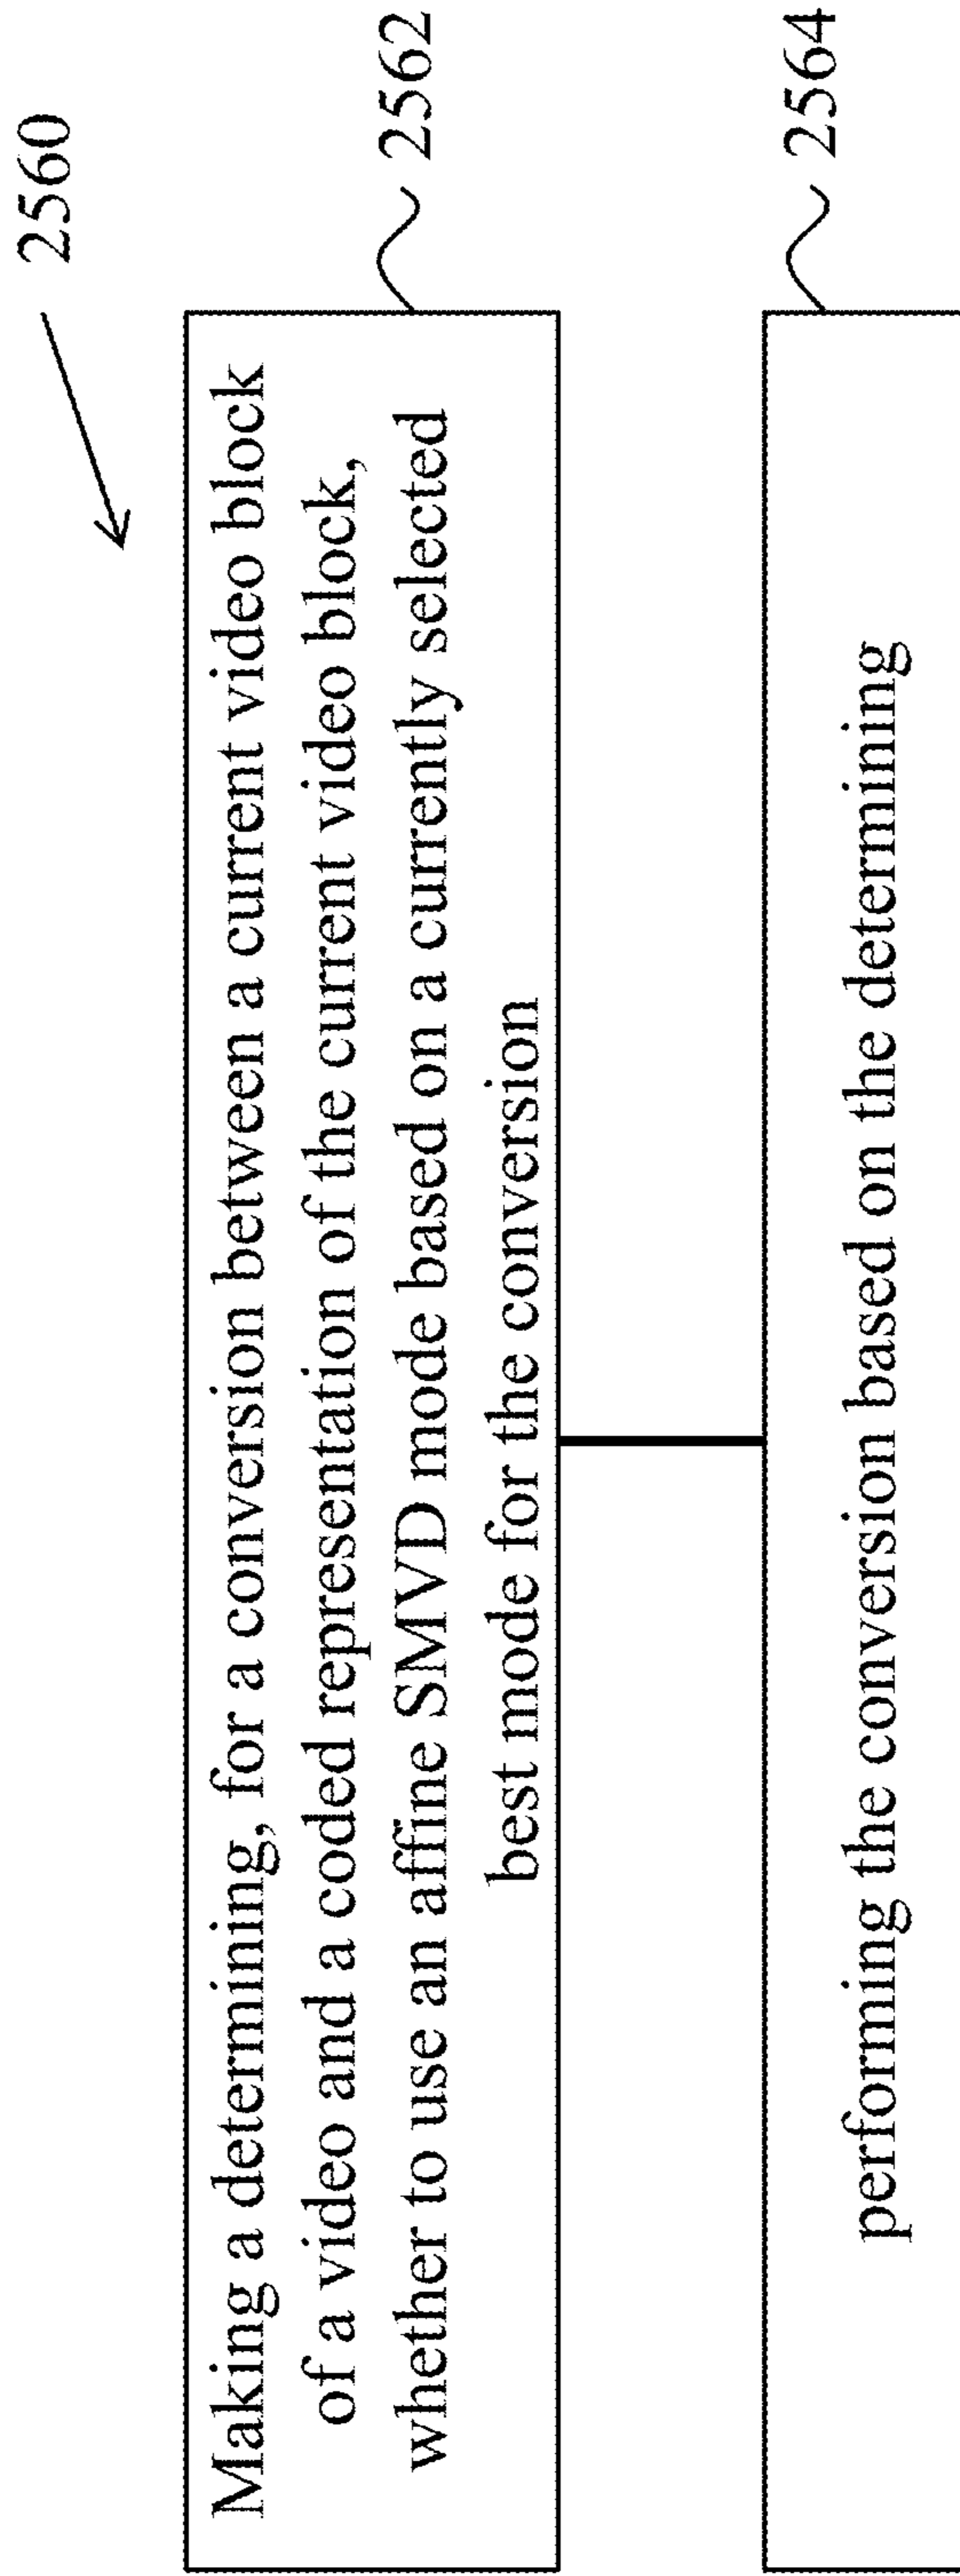 2560
Making a determining, for a conversion between a current video block
of a video and a coded representation of the current video block,
whether to use an affine SMVD mode based on a currently selected
best mode for the conversion
2562
performing the conversion based on the determining
2564